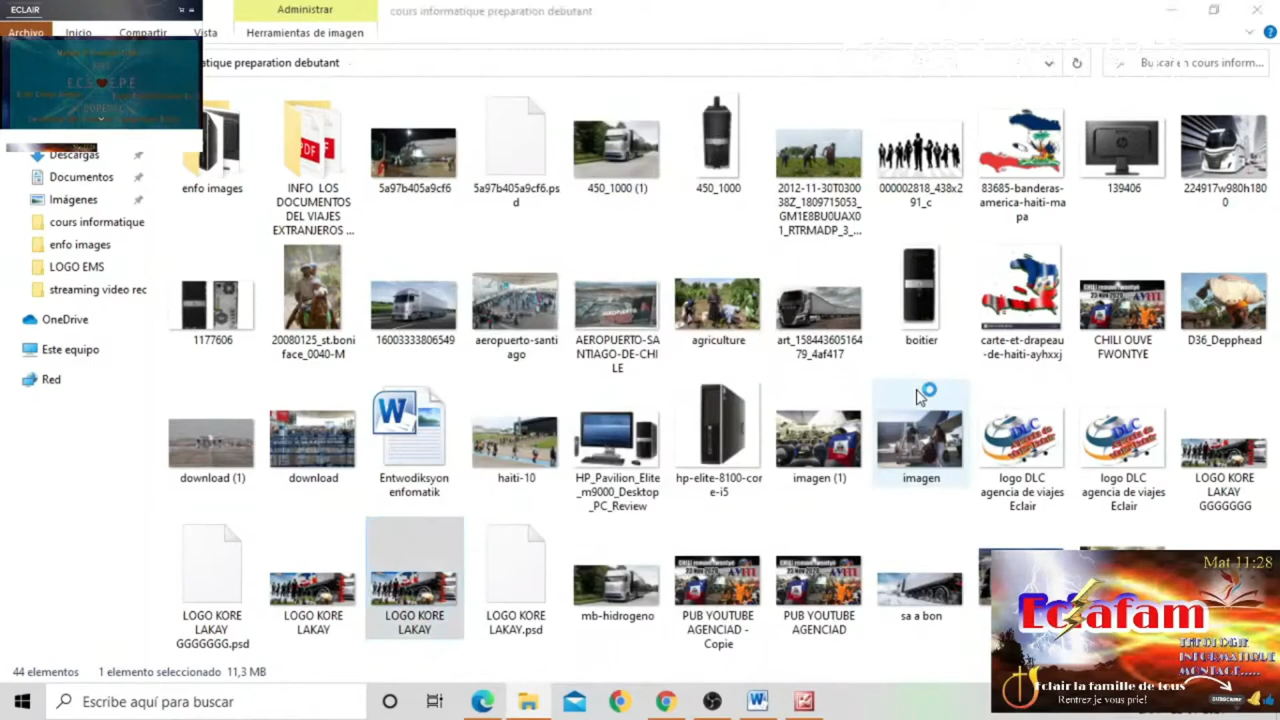 ECLAIR
Administrar
cours informatique preparation debutant
Archivo
Inicio
Compartir
Vista
Herramientas de imagen
atique preparation debutant
Buscar en cours inform...
E.C.S
E.P.E
Descargas
Documentos
Imágenes
cours informatique
enfo images
LOGO EMS
streaming video rec
OneDrive
Este equipo
Red
enfo images
INFO LOS
DOCUMENTOS
DEL VIAJES
EXTRANJEROS ...
5a97b405a9cf6
5a97b405a9cf6.ps
d
450_1000 (1)
450_1000
2012-11-30T0300
38Z_1809715053_
GM1E8BU0UAX0
1_RTRMADP_3_...
000002818_438x2
91_c
83685-banderas-
america-haiti-ma
pa
139406
224917w980h180
0
1177606
20080125_st.boni
face_0040-M
16003333806549
aeropuerto-santi
ago
AEROPUERTO-SA
NTIAGO-DE-CHI
LE
agriculture
art_158443605164
79_4af417
boitier
carte-et-drapeau
-de-haiti-ayhxxj
CHILI OUVE
FWONTYE
D36_Depphead
download (1)
download
Entwodiksyon
enfomatik
haiti-10
HP_Pavilion_Elite
_m9000_Desktop
_PC_Review
hp-elite-8100-cor
e-i5
imagen (1)
imagen
logo DLC
agencia de viajes
Eclair
logo DLC
agencia de viajes
Eclair
LOGO KORE
LAKAY
GGGGGGG
LOGO KORE
LAKAY
GGGGGGG.psd
LOGO KORE
LAKAY
LOGO KORE
LAKAY
LOGO KORE
LAKAY.psd
mb-hidrogeno
PUB YOUTUBE
AGENCIAD -
Copie
PUB YOUTUBE
AGENCIAD
sa a bon
Mat 11:28
Eclafam
TEOLOGIE
INFORMATIQUE
MONTAGE.....
Eclair la famille de tous
Rentrez je vous prie!
SUBSCRIBE
44 elementos
1 elemento seleccionado 11,3 MB
Escribe aquí para buscar